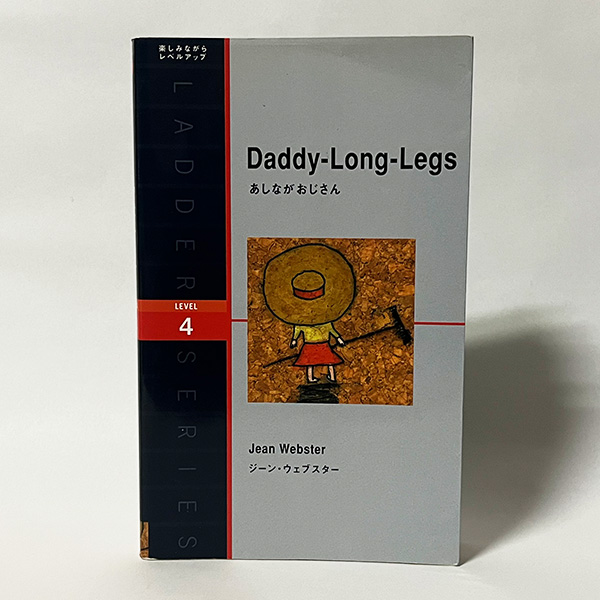 楽しみながら
レベルアップ
LADDER SERIES
LEVEL
4
Daddy-Long-Legs
あしながおじさん
Jean Webster
ジーン・ウェブスター